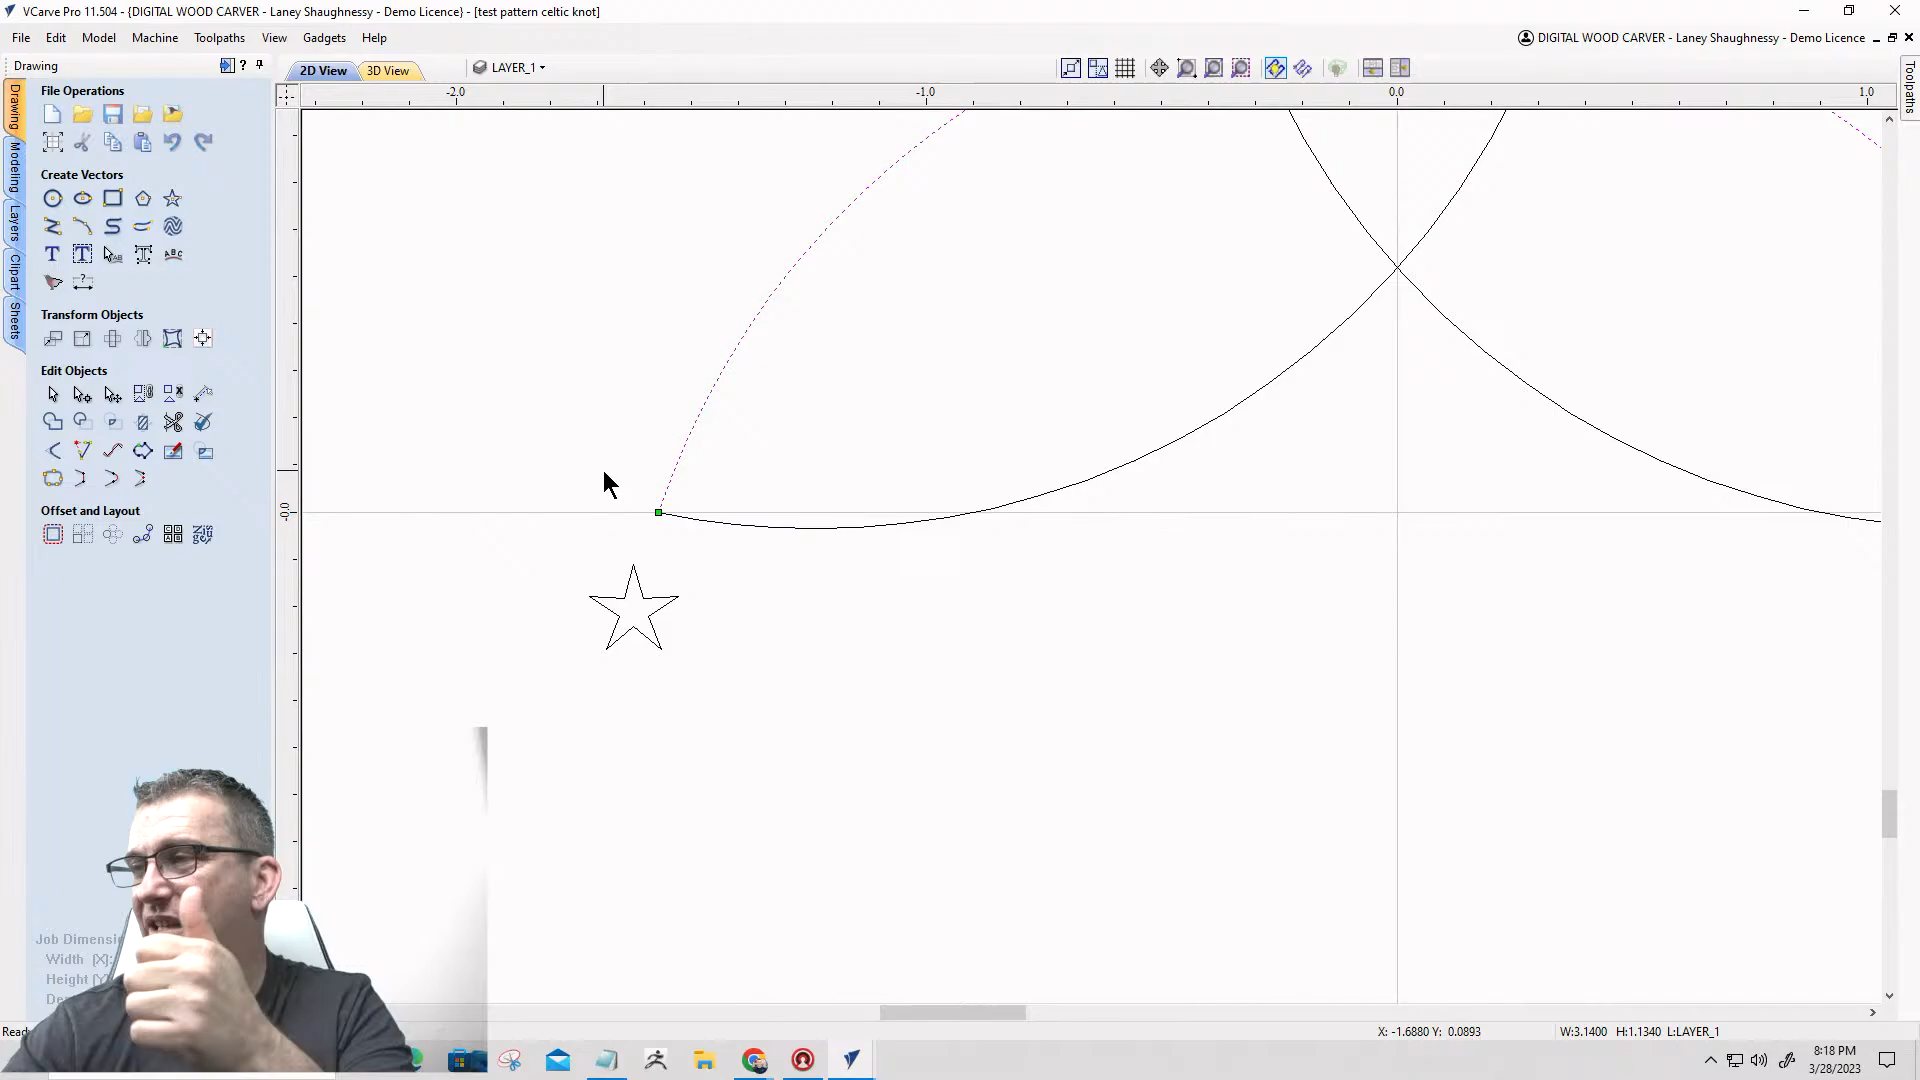 VCarve Pro 11.504 - {DIGITAL WOOD CARVER - Laney Shaughnessy - Demo Licence} - [test pattern celtic knot]
File Edit Model Machine Toolpaths View Gadgets Help
DIGITAL WOOD CARVER - Laney Shaughnessy - Demo Licence
Drawing
2D View
3D View
LAYER_1
-2.0
-1.0
0.0
1.0
-0.0
Drawing
Modeling
Layers
Clipart
Sheets
Toolpaths
File Operations
Create Vectors
Transform Objects
Edit Objects
Offset and Layout
Job Dimensi
Width (X):
Height (Y
De
Read
X: -1.6880 Y: 0.0893
W:3.1400 H:1.1340 L:LAYER_1
8:18 PM
3/28/2023